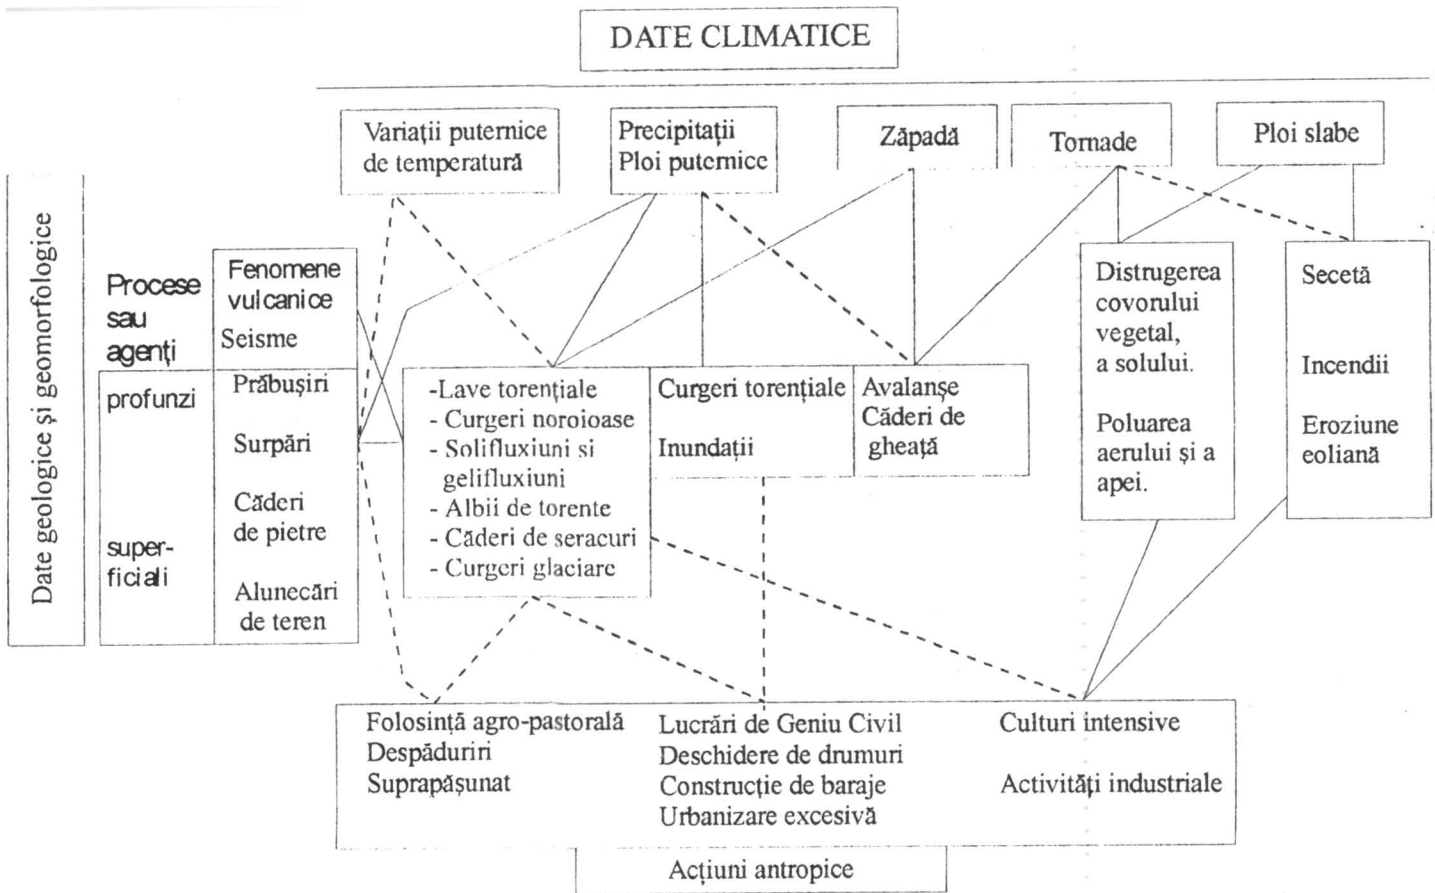 DATE CLIMATICE
Variații puternice
de temperatură
Precipitații
Ploi puternice
Zăpadă
Tornade
Ploi slabe
Date geologice și geomorfologice
Procese
sau
agenți
profunzi
super-
ficiali
Fenomene
vulcanice
Seisme
Prăbușiri
Surpări
Căderi
de pietre
Alunecări
de teren
-Lave torențiale
- Curgeri noroioase
- Solifluxiuni si
gelifluxiuni
- Albii de torente
- Căderi de seracuri
- Curgeri glaciare
Curgeri torențiale
Inundații
Avalanșe
Căderi de
gheață
Distrugerea
covorului
vegetal,
a solului.
Poluarea
aerului și a
apei.
Secetă
Incendii
Eroziune
eoliană
Folosință agro-pastorală
Despăduriri
Suprapășunat
Lucrări de Geniu Civil
Deschidere de drumuri
Construcție de baraje
Urbanizare excesivă
Culturi intensive
Activități industriale
Acțiuni antropice